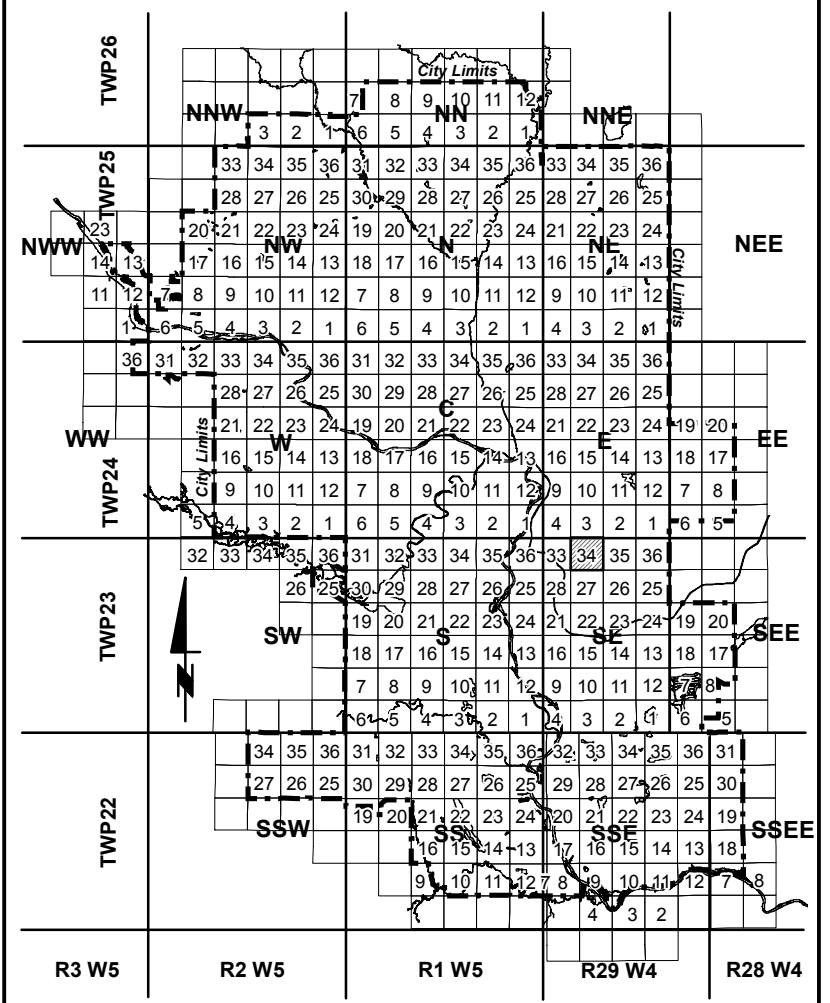 City Limits
7 8 9 10 11 12
NNW NN NNE
3 2 1 6 5 4 3 2 1
TWP26
33 34 35 36 31 32 33 34 35 36 33 34 35 36
28 27 26 25 30 29 28 27 26 25 28 27 26 25
TWP25
23 20 21 22 23 24 19 20 21 22 23 24 21 22 23 24
NWW NW N NE NEE
14 13 17 16 15 14 13 18 17 16 15 14 13 16 15 14 13
City Limits
11 12 7 8 9 10 11 12 7 8 9 10 11 12 9 10 11 12
1 6 5 4 3 2 1 6 5 4 3 2 1 4 3 2 1
36 31 32 33 34 35 36 31 32 33 34 35 36 33 34 35 36
28 27 26 25 30 29 28 27 26 25 28 27 26 25
C
21 22 23 24 19 20 21 22 23 24 21 22 23 24 19 20
WW W E EE
16 15 14 13 18 17 16 15 14 13 16 15 14 13 18 17
City Limits
TWP24
9 10 11 12 7 8 9 10 11 12 9 10 11 12 7 8
5 4 3 2 1 6 5 4 3 2 1 4 3 2 1 6 5
32 33 34 35 36 31 32 33 34 35 36 33 34 35 36
26 25 30 29 28 27 26 25 28 27 26 25
TWP23
19 20 21 22 23 24 21 22 23 24 19 20
SW S SE SEE
18 17 16 15 14 13 16 15 14 13 18 17
N
7 8 9 10 11 12 9 10 11 12 7 8
6 5 4 3 2 1 4 3 2 1 6 5
34 35 36 31 32 33 34 35 36 32 33 34 35 36 31
27 26 25 30 29 28 27 26 25 29 28 27 26 25 30
TWP22
19 20 21 22 23 24 20 21 22 23 24 19
SSW SS SSE SSEE
16 15 14 13 17 16 15 14 13 18
9 10 11 12 7 8 9 10 11 12 7 8
4 3 2
R3 W5 R2 W5 R1 W5 R29 W4 R28 W4